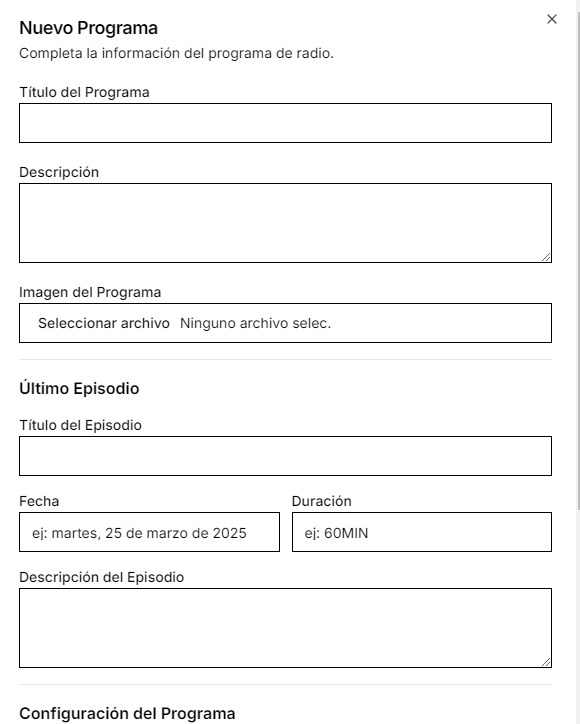 Nuevo Programa
Completa la información del programa de radio.
Título del Programa
Descripción
Imagen del Programa
Seleccionar archivo Ninguno archivo selec.
Último Episodio
Título del Episodio
Fecha
Duración
ej: martes, 25 de marzo de 2025
ej: 60MIN
Descripción del Episodio
Configuración del Programa